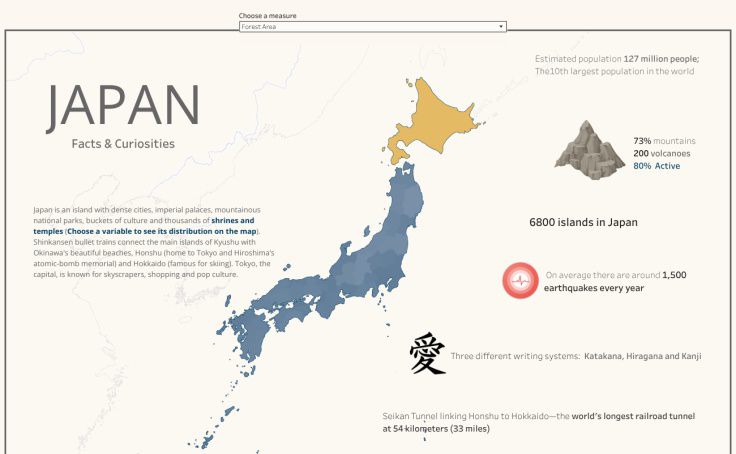 Choose a measure
Forest Area
Estimated population 127 million people;
The10th largest population in the world
JAPAN
Facts & Curiosities
73% mountains
200 volcanoes
80% Active
Japan is an island with dense cities, imperial palaces, mountainous
national parks, buckets of culture and thousands of shrines and
temples (Choose a variable to see its distribution on the map).
Shinkansen bullet trains connect the main islands of Kyushu with
Okinawa's beautiful beaches, Honshu (home to Tokyo and Hiroshima's
atomic-bomb memorial) and Hokkaido (famous for skiing). Tokyo, the
capital, is known for skyscrapers, shopping and pop culture.
6800 islands in Japan
On average there are around 1,500
earthquakes every year
愛
Three different writing systems: Katakana, Hiragana and Kanji
Seikan Tunnel linking Honshu to Hokkaido—the world's longest railroad tunnel
at 54 kilometers (33 miles)